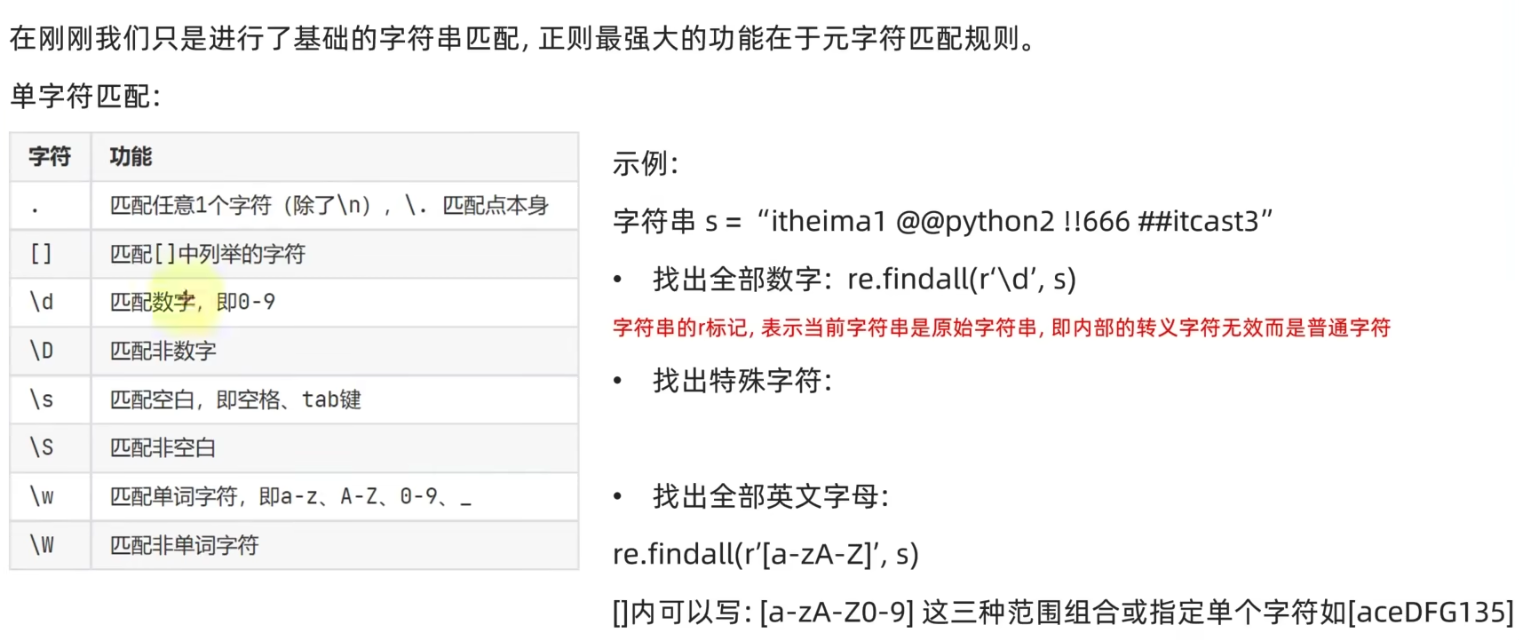 在刚刚我们只是进行了基础的字符串匹配, 正则最强大的功能在于元字符匹配规则。
单字符匹配：
字符 功能
. 匹配任意1个字符（除了\n）, \. 匹配点本身
[] 匹配[]中列举的字符
\d 匹配数字，即0-9
\D 匹配非数字
\s 匹配空白，即空格、tab键
\S 匹配非空白
\w 匹配单词字符，即a-z、A-Z、0-9、_
\W 匹配非单词字符
示例：
字符串 s = “itheima1 @@python2 !!666 ##itcast3”
• 找出全部数字：re.findall(r‘\d’, s)
字符串的r标记, 表示当前字符串是原始字符串, 即内部的转义字符无效而是普通字符
• 找出特殊字符：
• 找出全部英文字母：
re.findall(r’[a-zA-Z]’, s)
[]内可以写：[a-zA-Z0-9] 这三种范围组合或指定单个字符如[aceDFG135]